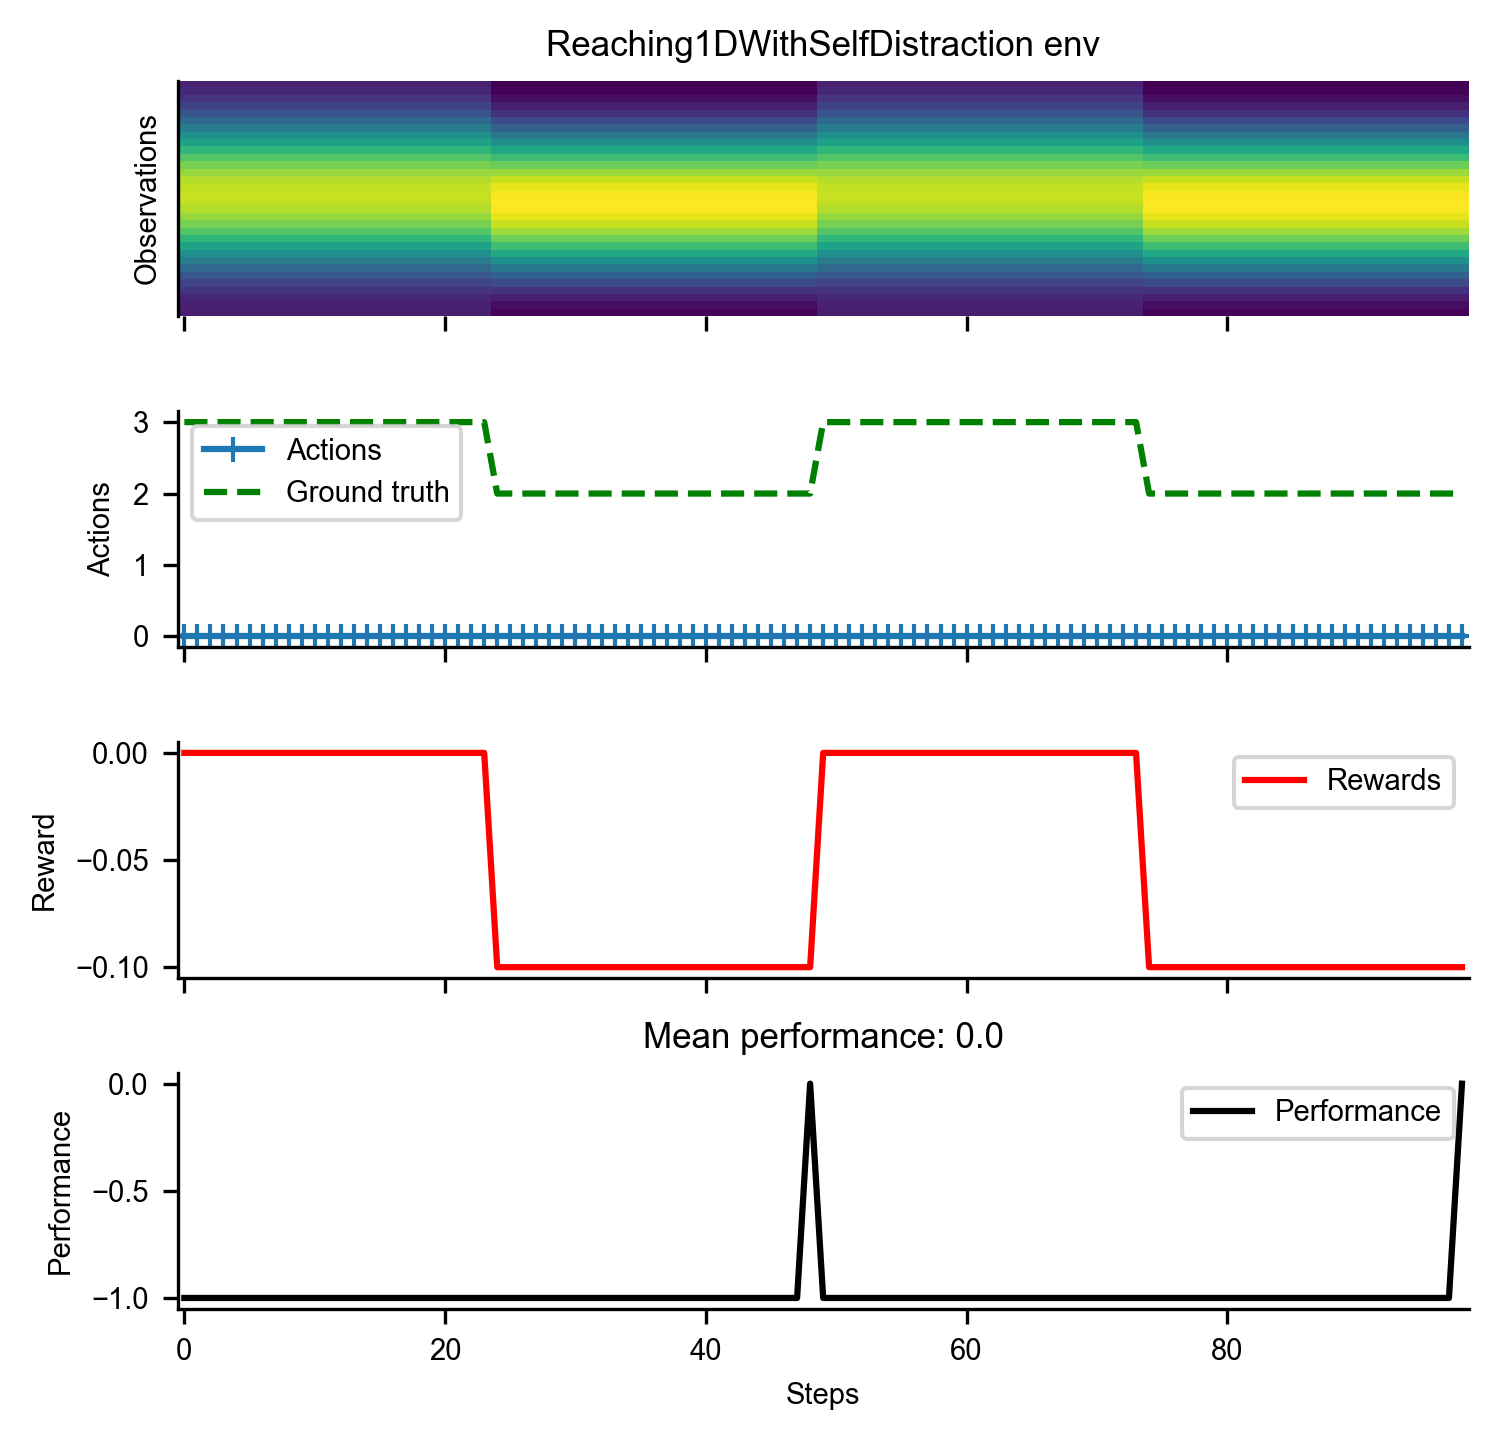 Reaching1DWithSelfDistraction env
Observations
3
2
1
0
Actions
Actions
Ground truth
0.00
−0.05
−0.10
Reward
Rewards
Mean performance: 0.0
0.0
−0.5
−1.0
Performance
Performance
0 20 40 60 80
Steps